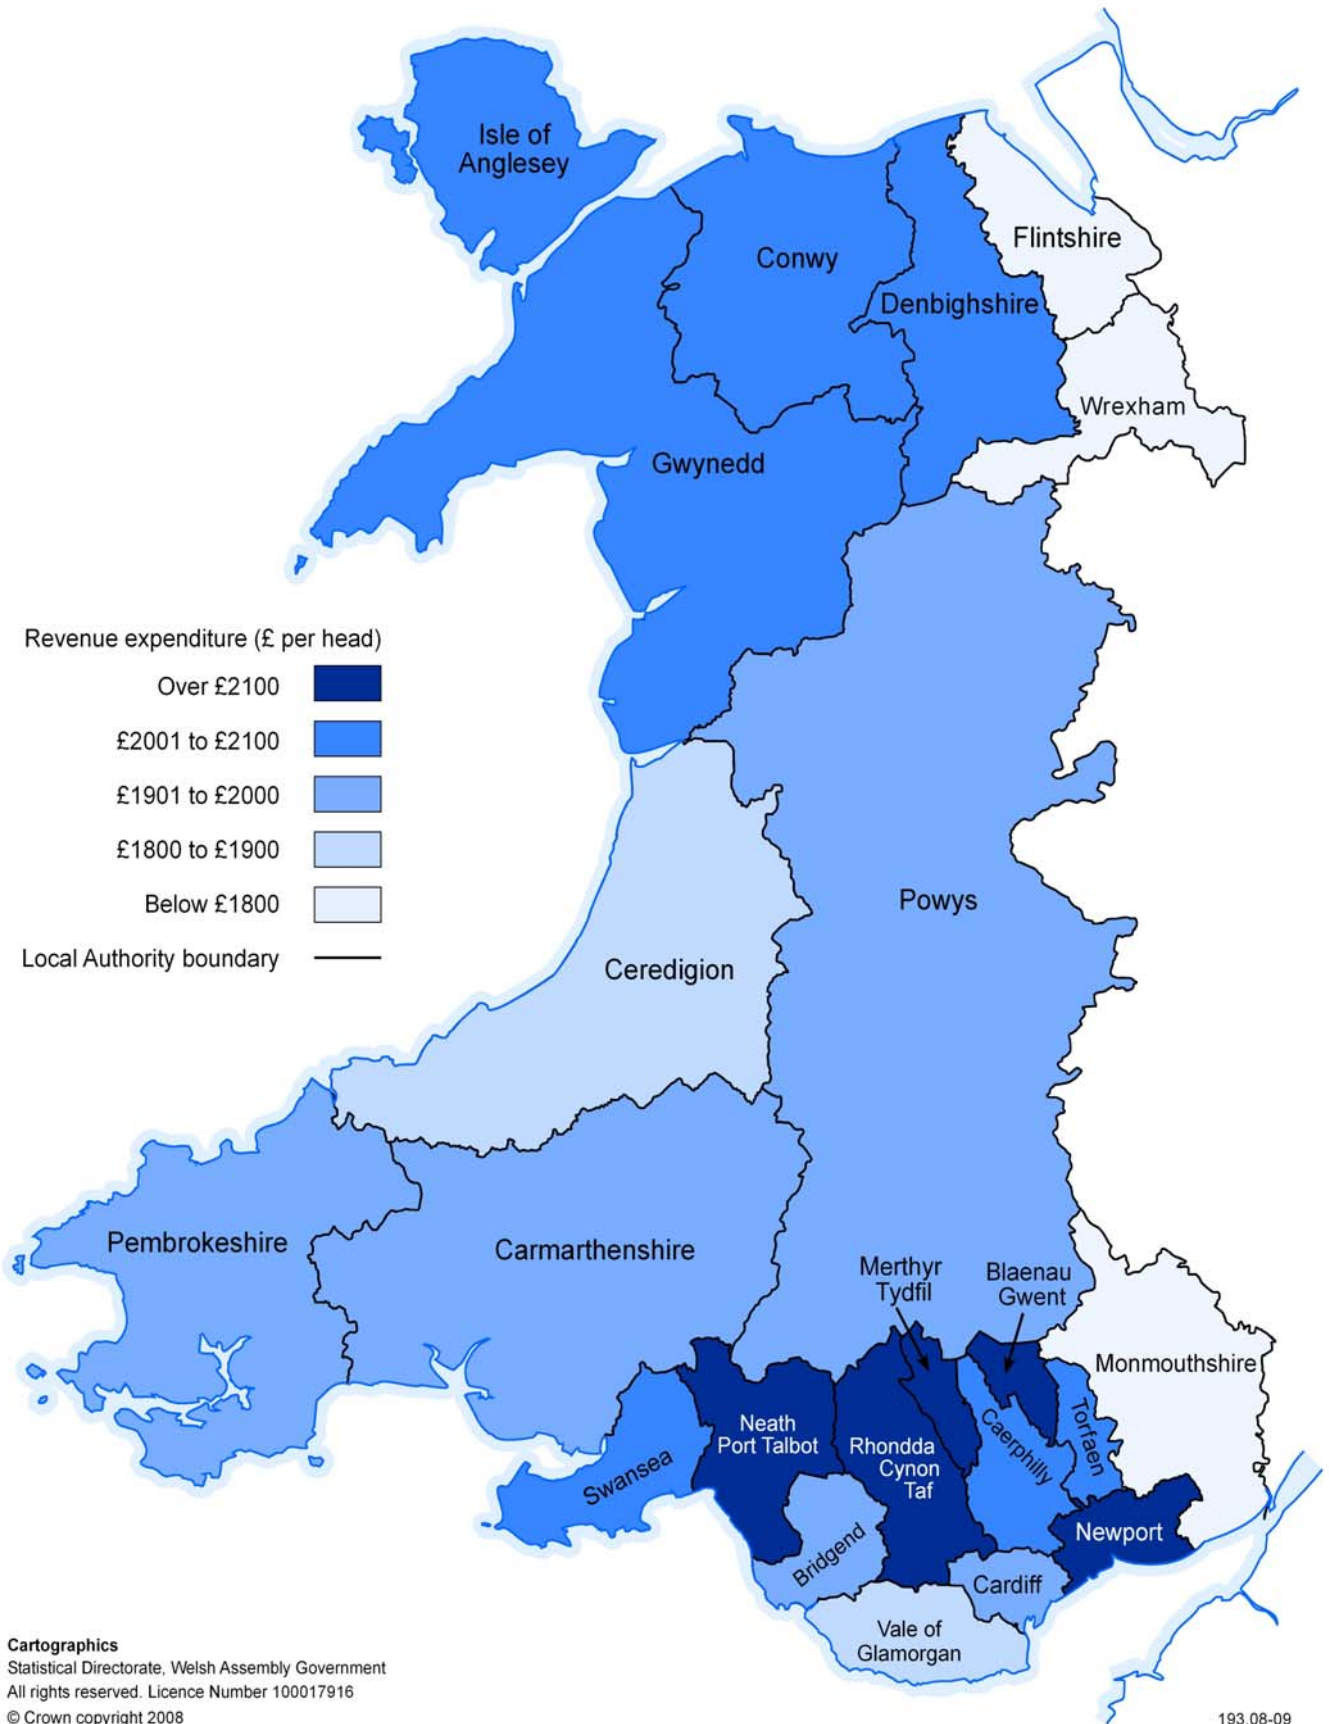 Isle of
Anglesey
Flintshire
Conwy
Denbighshire
Wrexham
Gwynedd
Revenue expenditure (£ per head)
Over £2100
£2001 to £2100
£1901 to £2000
£1800 to £1900
Below £1800
Local Authority boundary
Powys
Ceredigion
Pembrokeshire
Carmarthenshire
Merthyr
Tydfil
Blaenau
Gwent
Monmouthshire
Neath
Port Talbot
Rhondda
Cynon
Taf
Caerphilly
Torfaen
Swansea
Newport
Bridgend
Cardiff
Vale of
Glamorgan
Cartographics
Statistical Directorate, Welsh Assembly Government
All rights reserved. Licence Number 100017916
© Crown copyright 2008
193.08-09